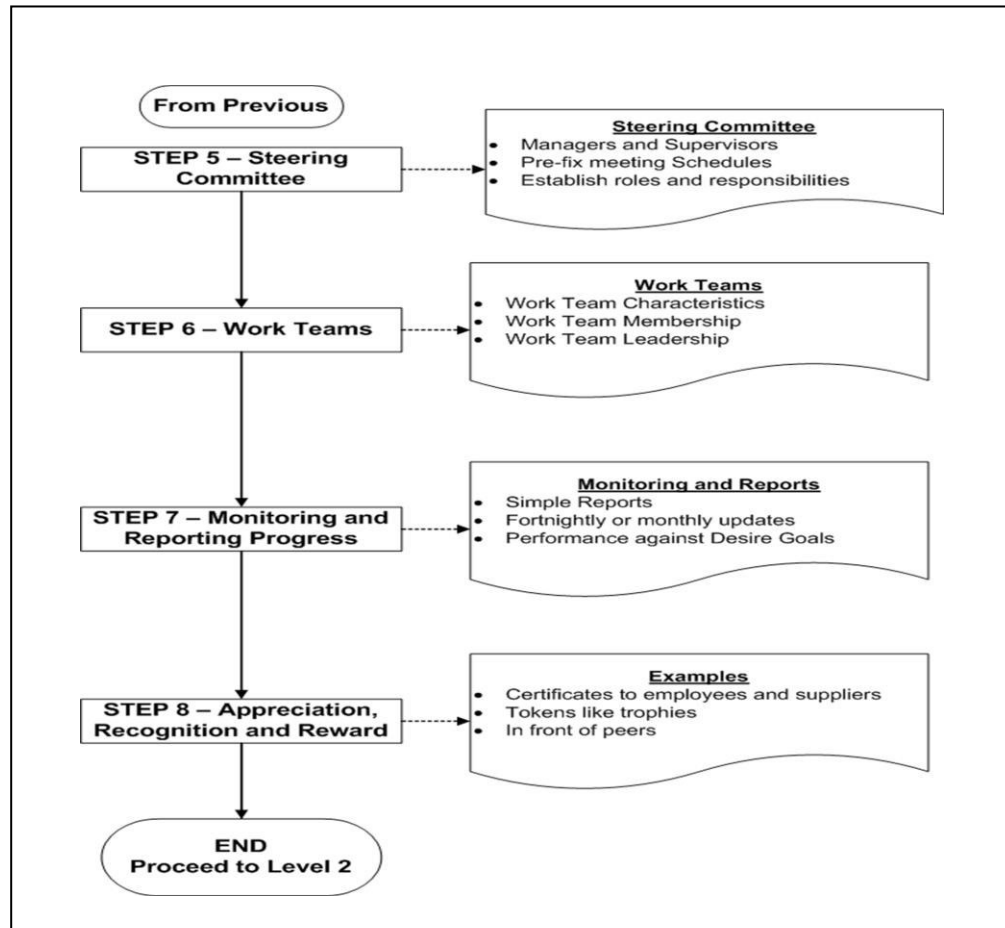 From Previous
STEP 5 – Steering
Committee
Steering Committee
• Managers and Supervisors
• Pre-fix meeting Schedules
• Establish roles and responsibilities
STEP 6 – Work Teams
Work Teams
• Work Team Characteristics
• Work Team Membership
• Work Team Leadership
STEP 7 – Monitoring and
Reporting Progress
Monitoring and Reports
• Simple Reports
• Fortnightly or monthly updates
• Performance against Desire Goals
STEP 8 – Appreciation,
Recognition and Reward
Examples
• Certificates to employees and suppliers
• Tokens like trophies
• In front of peers
END
Proceed to Level 2